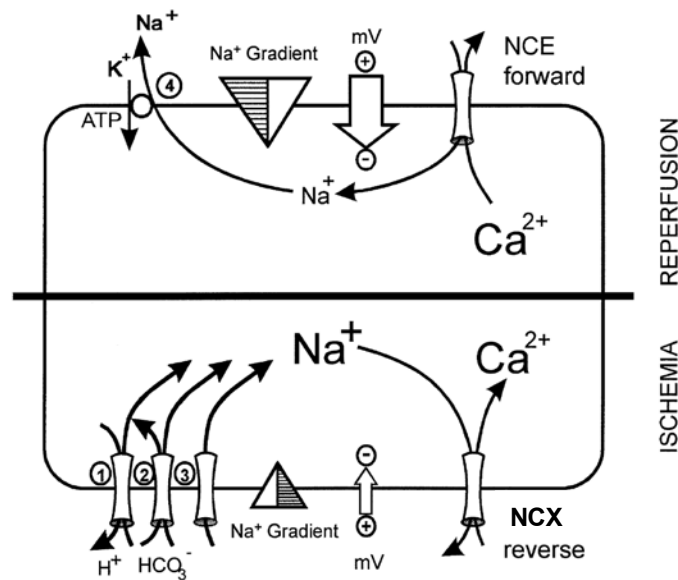 Na+
Na+ Gradient
mV
+
NCE
forward
K+
4
ATP
-
Na+
Ca2+
REPERFUSION
Na+
Ca2+
ISCHEMIA
-
1
2
3
Na+ Gradient
+
mV
NCX
reverse
H+
HCO3-